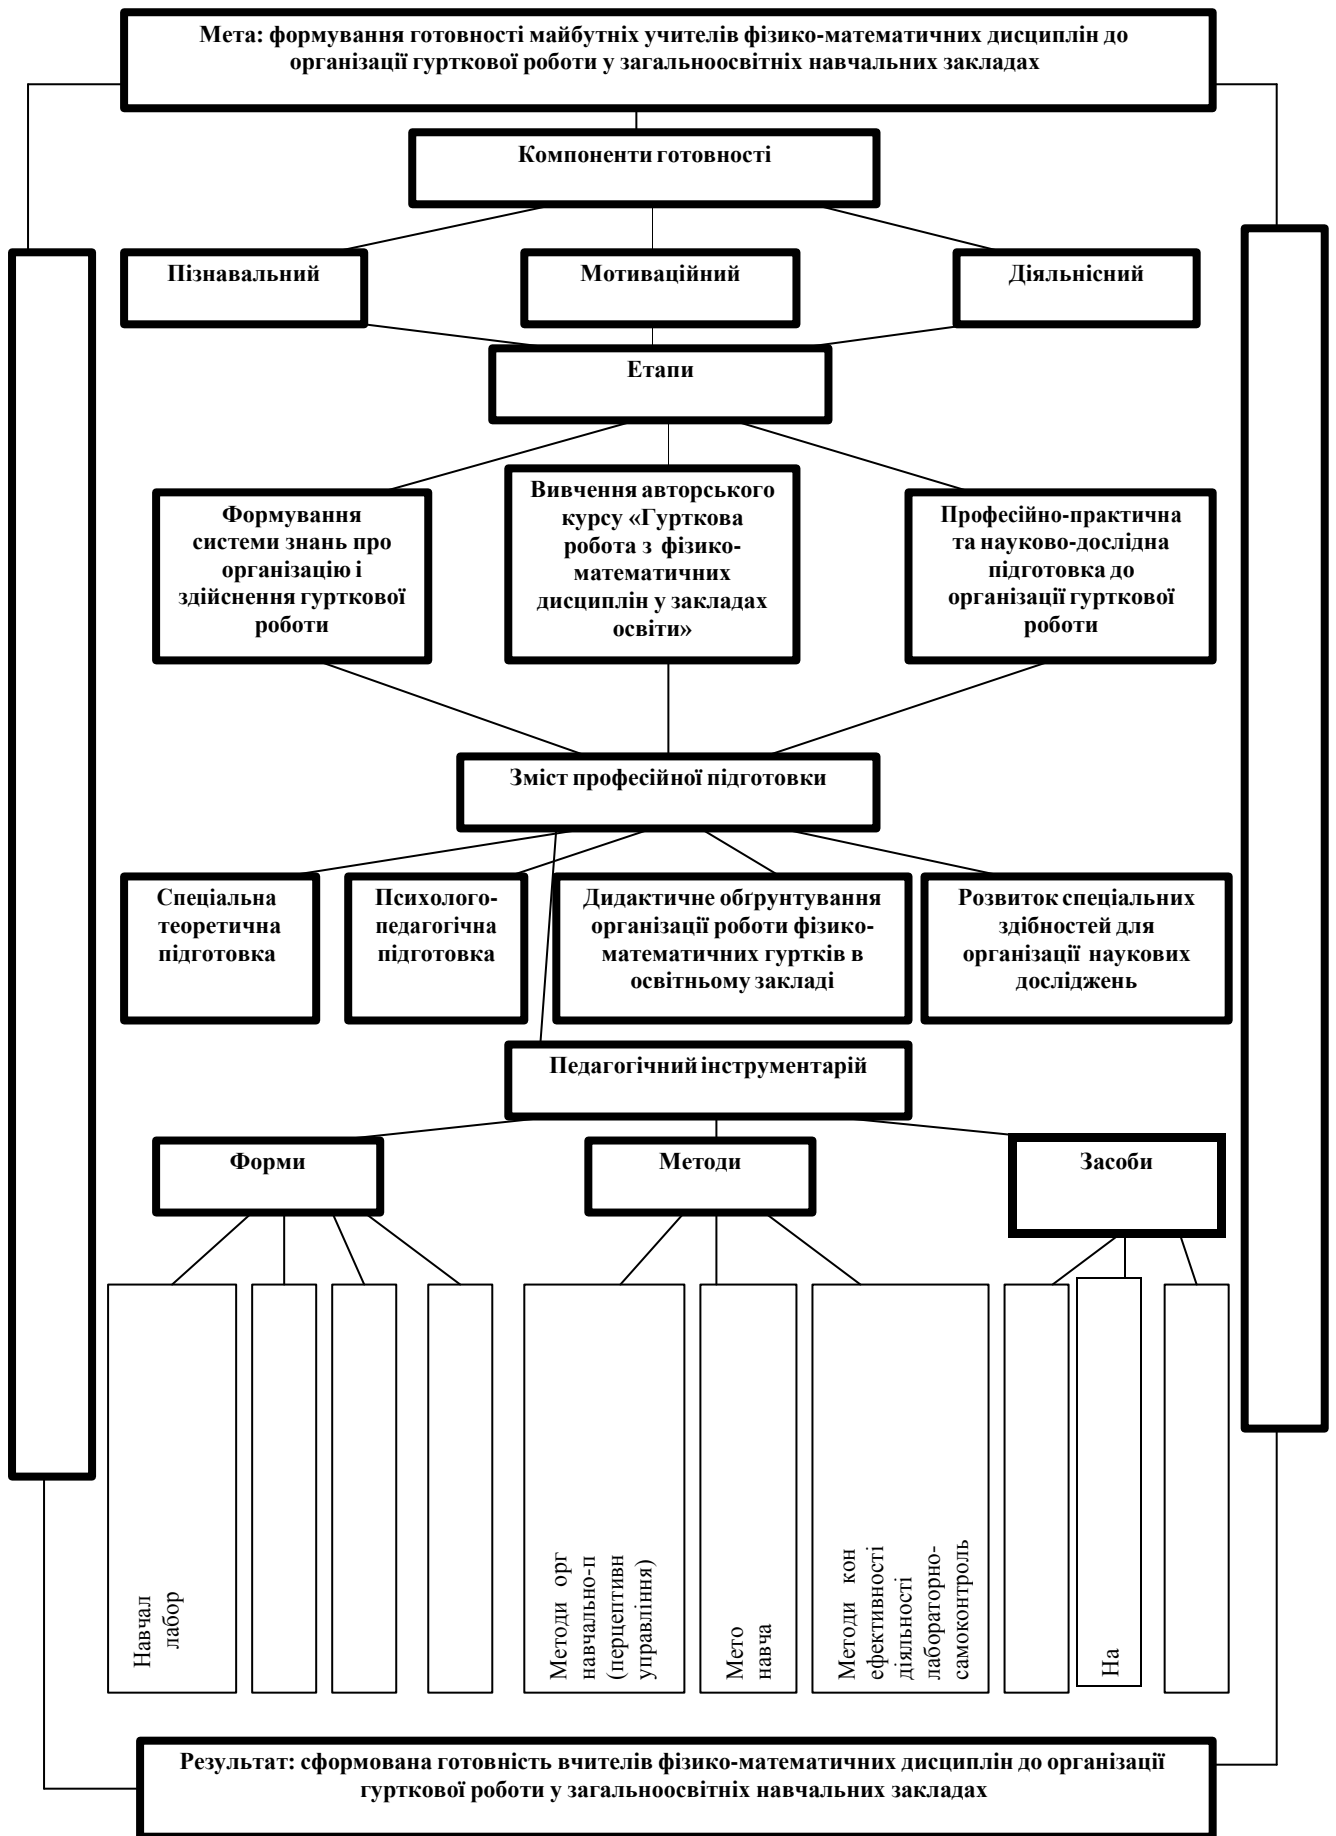 Мета: формування готовності майбутніх учителів фізико-математичних дисциплін до
організації гурткової роботи у загальноосвітніх навчальних закладах
Компоненти готовності
Пізнавальний
Мотиваційний
Діяльнісний
Етапи
Формування
системи знань про
організацію і
здійснення гурткової
роботи
Вивчення авторського
курсу «Гурткова
робота з фізико-
математичних
дисциплін у закладах
освіти»
Професійно-практична
та науково-дослідна
підготовка до
організації гурткової
роботи
Зміст професійної підготовки
Спеціальна
теоретична
підготовка
Психолого-
педагогічна
підготовка
Дидактичне обґрунтування
організації роботи фізико-
математичних гуртків в
освітньому закладі
Розвиток спеціальних
здібностей для
організації наукових
досліджень
Педагогічний інструментарій
Форми
Методи
Засоби
Навчал
лабор
Методи орг
навчально-п
(перцептивн
управління)
Мето
навча
Методи кон
ефективності
діяльності
лабораторно-
самоконтроль
На
Результат: сформована готовність вчителів фізико-математичних дисциплін до організації
гурткової роботи у загальноосвітніх навчальних закладах